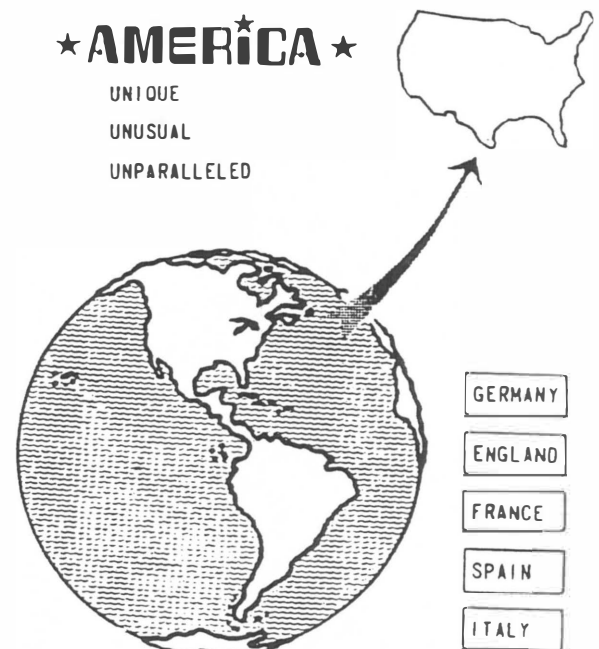 ★AMERICA★
UNIQUE
UNUSUAL
UNPARALLELED
GERMANY
ENGLAND
FRANCE
SPAIN
ITALY